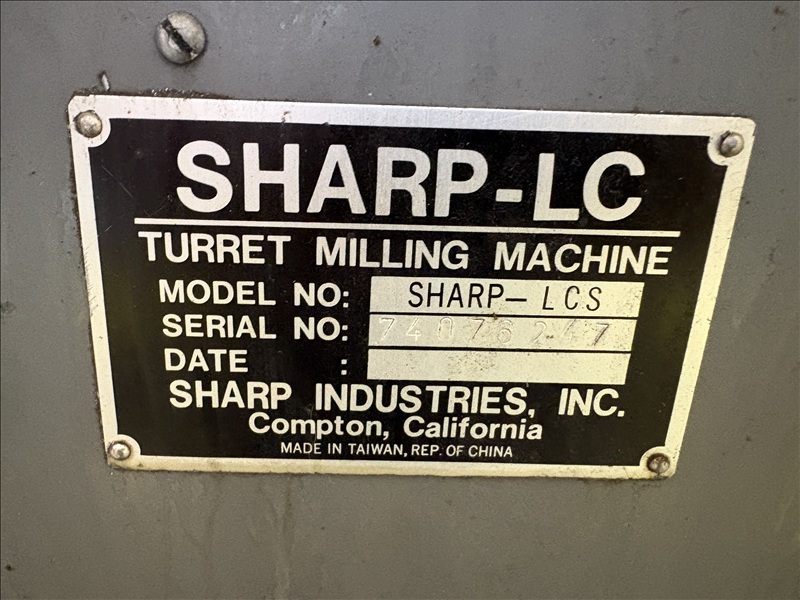 SHARP-LC
TURRET MILLING MACHINE
MODEL NO: SHARP-LCS
SERIAL NO: 74076247
DATE :
SHARP INDUSTRIES, INC.
Compton, California
MADE IN TAIWAN, REP. OF CHINA